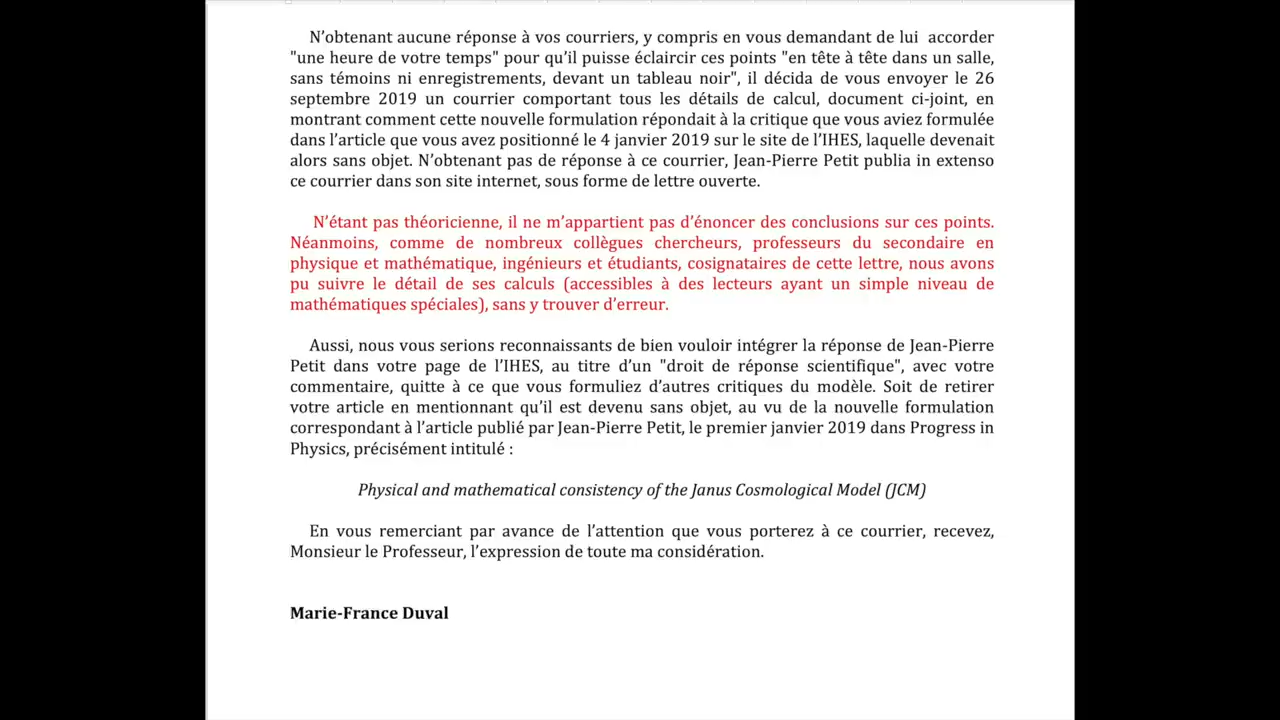 N’obtenant aucune réponse à vos courriers, y compris en vous demandant de lui accorder
"une heure de votre temps" pour qu’il puisse éclaircir ces points "en tête à tête dans un salle,
sans témoins ni enregistrements, devant un tableau noir", il décida de vous envoyer le 26
septembre 2019 un courrier comportant tous les détails de calcul, document ci-joint, en
montrant comment cette nouvelle formulation répondait à la critique que vous aviez formulée
dans l’article que vous avez positionné le 4 janvier 2019 sur le site de l’IHES, laquelle devenait
alors sans objet. N’obtenant pas de réponse à ce courrier, Jean-Pierre Petit publia in extenso
ce courrier dans son site internet, sous forme de lettre ouverte.
N’étant pas théoricienne, il ne m’appartient pas d’énoncer des conclusions sur ces points.
Néanmoins, comme de nombreux collègues chercheurs, professeurs du secondaire en
physique et mathématique, ingénieurs et étudiants, cosignataires de cette lettre, nous avons
pu suivre le détail de ses calculs (accessibles à des lecteurs ayant un simple niveau de
mathématiques spéciales), sans y trouver d’erreur.
Aussi, nous vous serions reconnaissants de bien vouloir intégrer la réponse de Jean-Pierre
Petit dans votre page de l’IHES, au titre d’un "droit de réponse scientifique", avec votre
commentaire, quitte à ce que vous formuliez d’autres critiques du modèle. Soit de retirer
votre article en mentionnant qu’il est devenu sans objet, au vu de la nouvelle formulation
correspondant à l’article publié par Jean-Pierre Petit, le premier janvier 2019 dans Progress in
Physics, précisément intitulé :
Physical and mathematical consistency of the Janus Cosmological Model (JCM)
En vous remerciant par avance de l’attention que vous porterez à ce courrier, recevez,
Monsieur le Professeur, l’expression de toute ma considération.
Marie-France Duval